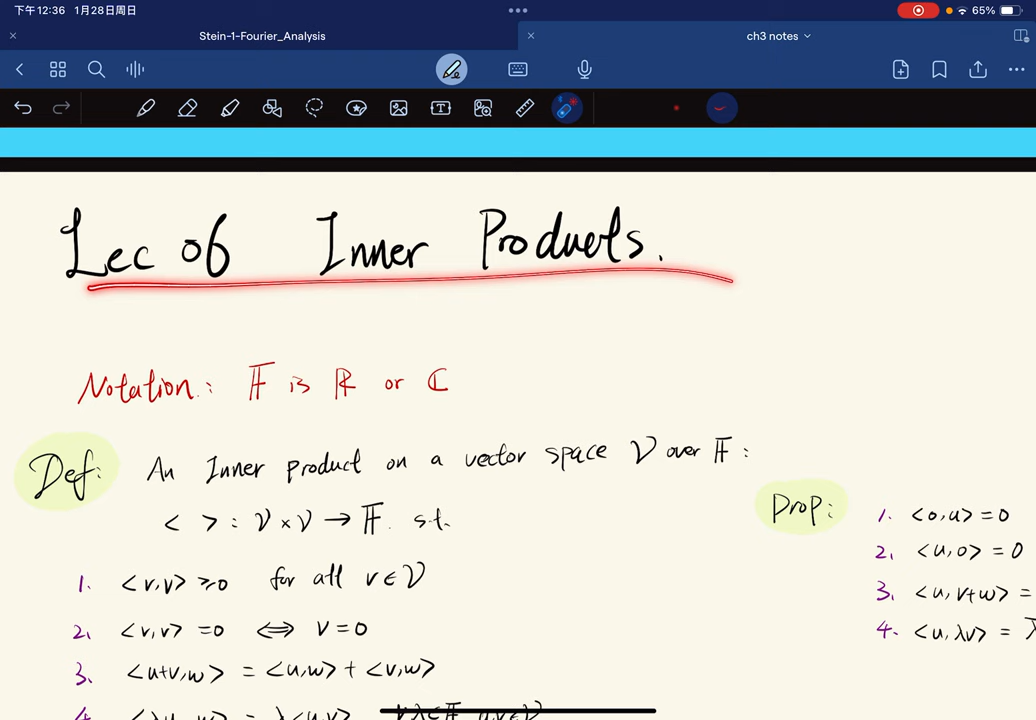 下午12:36 1月28日周日
65%
Stein-1-Fourier_Analysis
ch3 notes
Lec 06 Inner Products.
Notation: 𝔽 is ℝ or ℂ
Def: An Inner product on a vector space V over 𝔽:
< >: V×V → 𝔽. s.t.
1. <v,v> ≥0 for all v∈V
2. <v,v> =0 ⟺ v=0
3. <u+v,w> = <u,w> + <v,w>
Prop:
1. <0,u> =0
2. <u,0> =0
3. <u,v+w> =
4. <u,λv> =